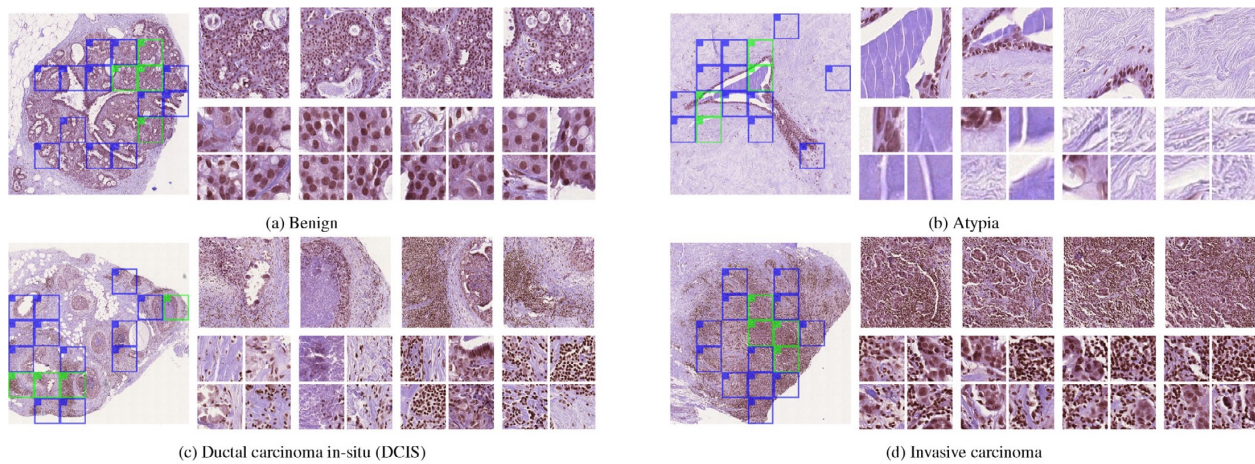 (a) Benign
(b) Atypia
(c) Ductal carcinoma in-situ (DCIS)
(d) Invasive carcinoma